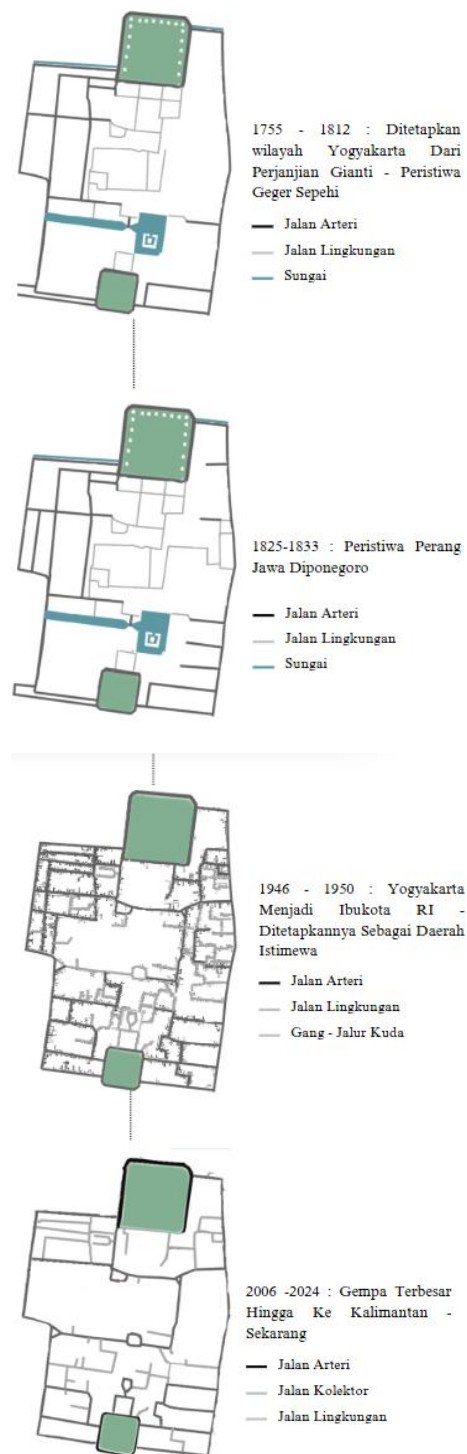 1755 - 1812 : Ditetapkan
wilayah Yogyakarta Dari
Perjanjian Gianti - Peristiwa
Geger Sepehi
Jalan Arteri
Jalan Lingkungan
Sungai
1825-1833 : Peristiwa Perang
Jawa Diponegoro
Jalan Arteri
Jalan Lingkungan
Sungai
1946 - 1950 : Yogyakarta
Menjadi Ibukota RI -
Ditetapkannya Sebagai Daerah
Istimewa
Jalan Arteri
Jalan Lingkungan
Gang - Jalur Kuda
2006 -2024 : Gempa Terbesar
Hingga Ke Kalimantan -
Sekarang
Jalan Arteri
Jalan Kolektor
Jalan Lingkungan